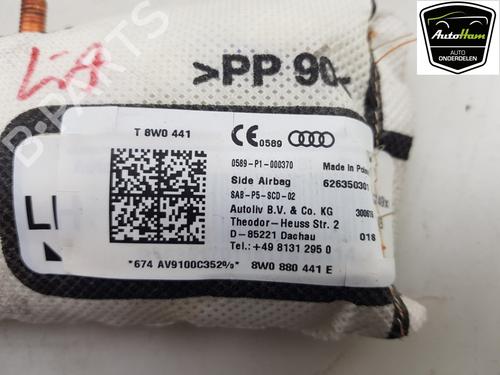 AutoHam
AUTO
ONDERDELEN
LA
>PP 90-
T 8W0 441
CE 0589
0589-P1-000370
Made in
Side Airbag
626350301
SAB-P5-SCD-02
Autoliv B.V. & Co. KG
Theodor-Heuss Str. 2
01S
D-85221 Dachau
Tel.:+49 8131 295 0
*674 AV9100C352%*
8W0 880 441 E
B-PARTS